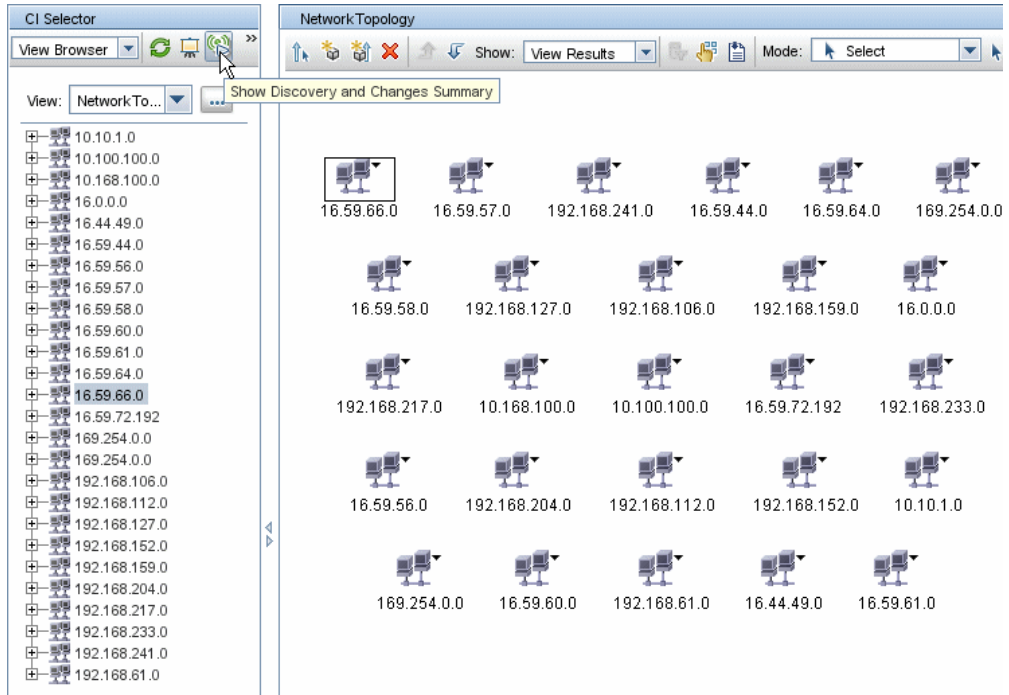 CI Selector
View Browser
»
Show Discovery and Changes Summary
View: NetworkTo... ...
10.10.1.0
10.100.100.0
10.168.100.0
16.0.0.0
16.44.49.0
16.59.44.0
16.59.56.0
16.59.57.0
16.59.58.0
16.59.60.0
16.59.61.0
16.59.64.0
16.59.66.0
16.59.72.192
169.254.0.0
169.254.0.0
192.168.106.0
192.168.112.0
192.168.127.0
192.168.152.0
192.168.159.0
192.168.204.0
192.168.217.0
192.168.233.0
192.168.241.0
192.168.61.0
NetworkTopology
Show: View Results Mode: Select
16.59.66.0 16.59.57.0 192.168.241.0 16.59.44.0 16.59.64.0 169.254.0.0
16.59.58.0 192.168.127.0 192.168.106.0 192.168.159.0 16.0.0.0
192.168.217.0 10.168.100.0 10.100.100.0 16.59.72.192 192.168.233.0
16.59.56.0 192.168.204.0 192.168.112.0 192.168.152.0 10.10.1.0
169.254.0.0 16.59.60.0 192.168.61.0 16.44.49.0 16.59.61.0